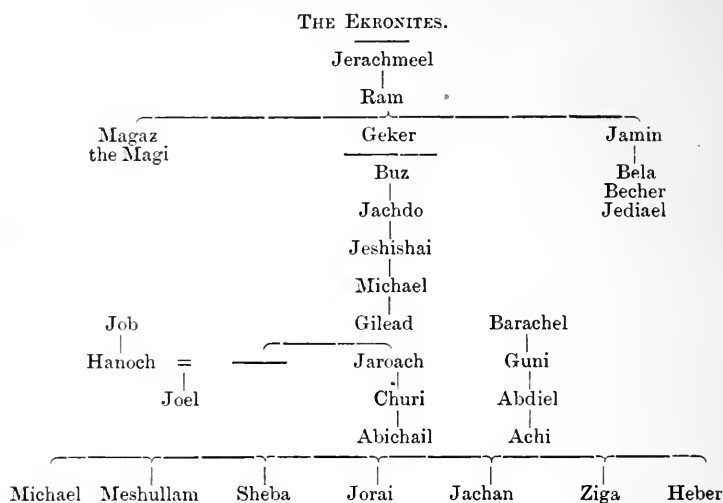 THE EKRONITES.
Jerachmeel
Ram
Magaz Geker Jamin
the Magi
Buz Bela
Becher
Jachdo Jediael
Jeshishai
Michael
Job Gilead Barachel
Hanoch = Jaroach Guni
Joel Churi Abdiel
Abichail Achi
Michael Meshullam Sheba Jorai Jachan Ziga Heber